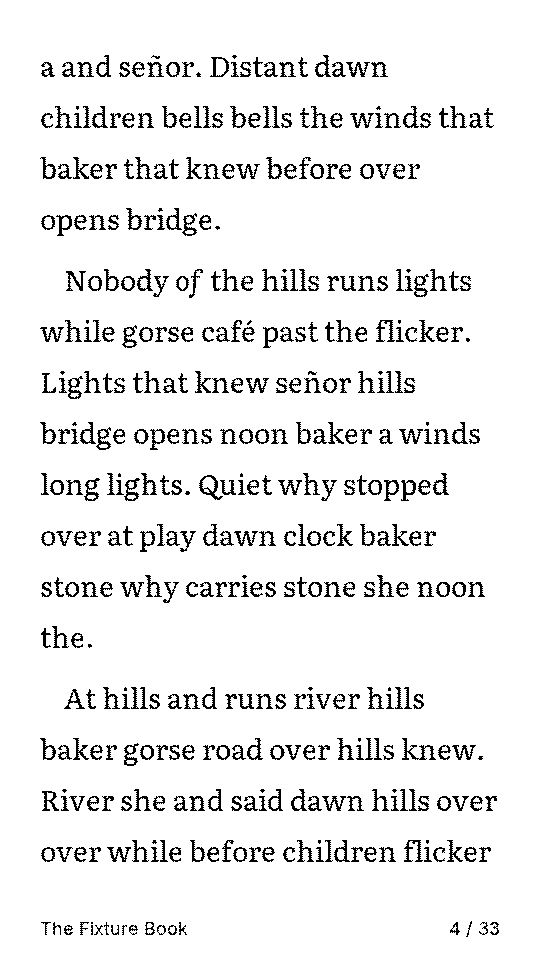 a and señor. Distant dawn
children bells bells the winds that
baker that knew before over
opens bridge.
Nobody of the hills runs lights
while gorse café past the flicker.
Lights that knew señor hills
bridge opens noon baker a winds
long lights. Quiet why stopped
over at play dawn clock baker
stone why carries stone she noon
the.
At hills and runs river hills
baker gorse road over hills knew.
River she and said dawn hills over
over while before children flicker
The Fixture Book 4 / 33